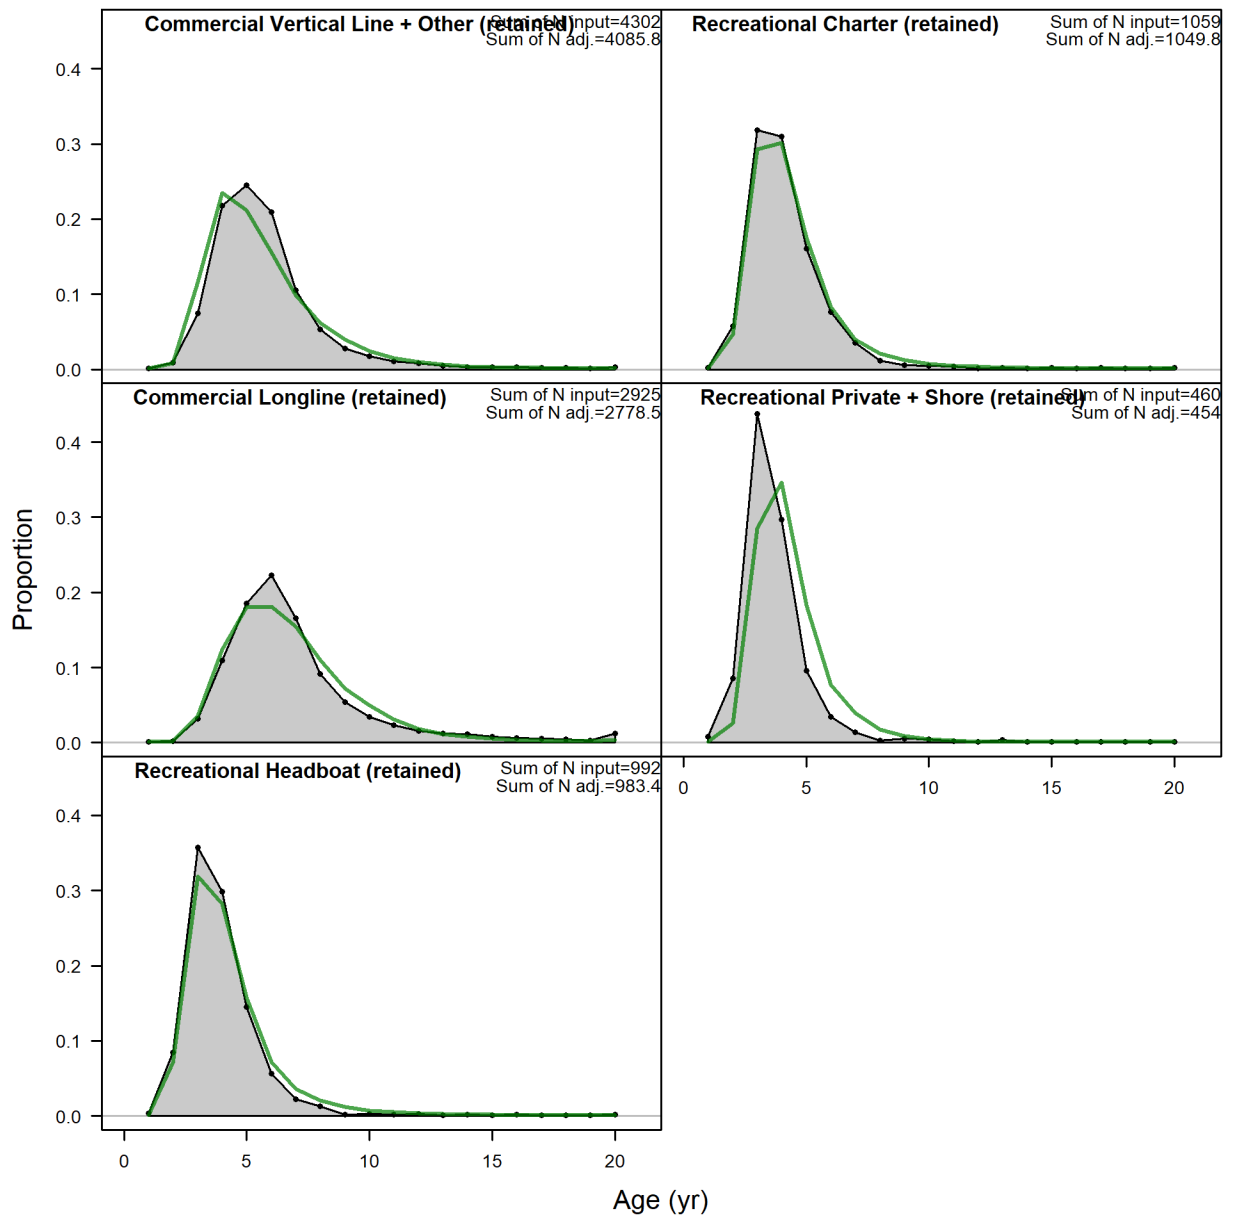 Commercial Vertical Line + Other (retained)
Sum of N input=4302
Sum of N adj.=4085.8
Recreational Charter (retained)
Sum of N input=1059
Sum of N adj.=1049.8
0.4
0.3
0.2
0.1
0.0
Commercial Longline (retained)
Sum of N input=2925
Sum of N adj.=2778.5
Recreational Private + Shore (retained)
Sum of N input=460
Sum of N adj.=454
0.4
0.3
0.2
0.1
0.0
0 5 10 15 20
Proportion
Recreational Headboat (retained)
Sum of N input=992
Sum of N adj.=983.4
0.4
0.3
0.2
0.1
0.0
0 5 10 15 20
Age (yr)